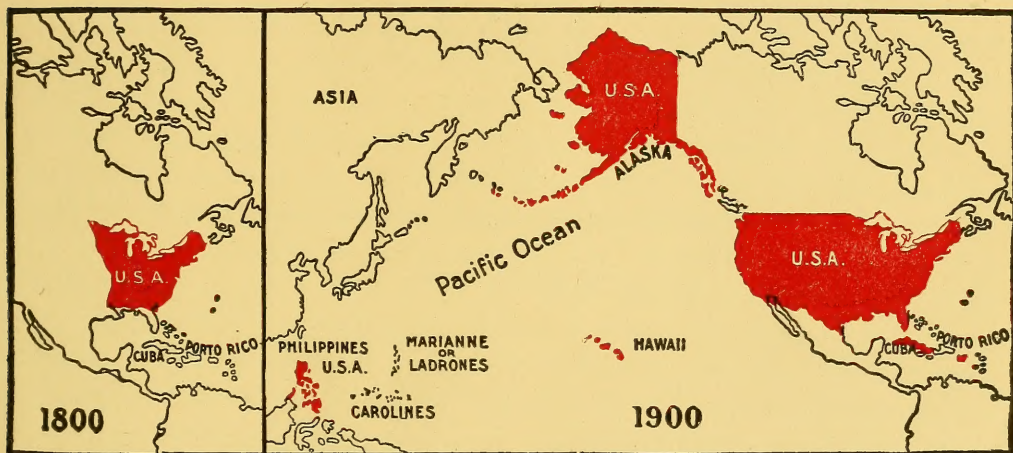 U.S.A.
CUBA
PORTO RICO
1800
ASIA
U.S.A.
ALASKA
Pacific Ocean
U.S.A.
PHILIPPINES
U.S.A.
MARIANNE
OR
LADRONES
CAROLINES
HAWAII
CUBA
PORTO RICO
1900